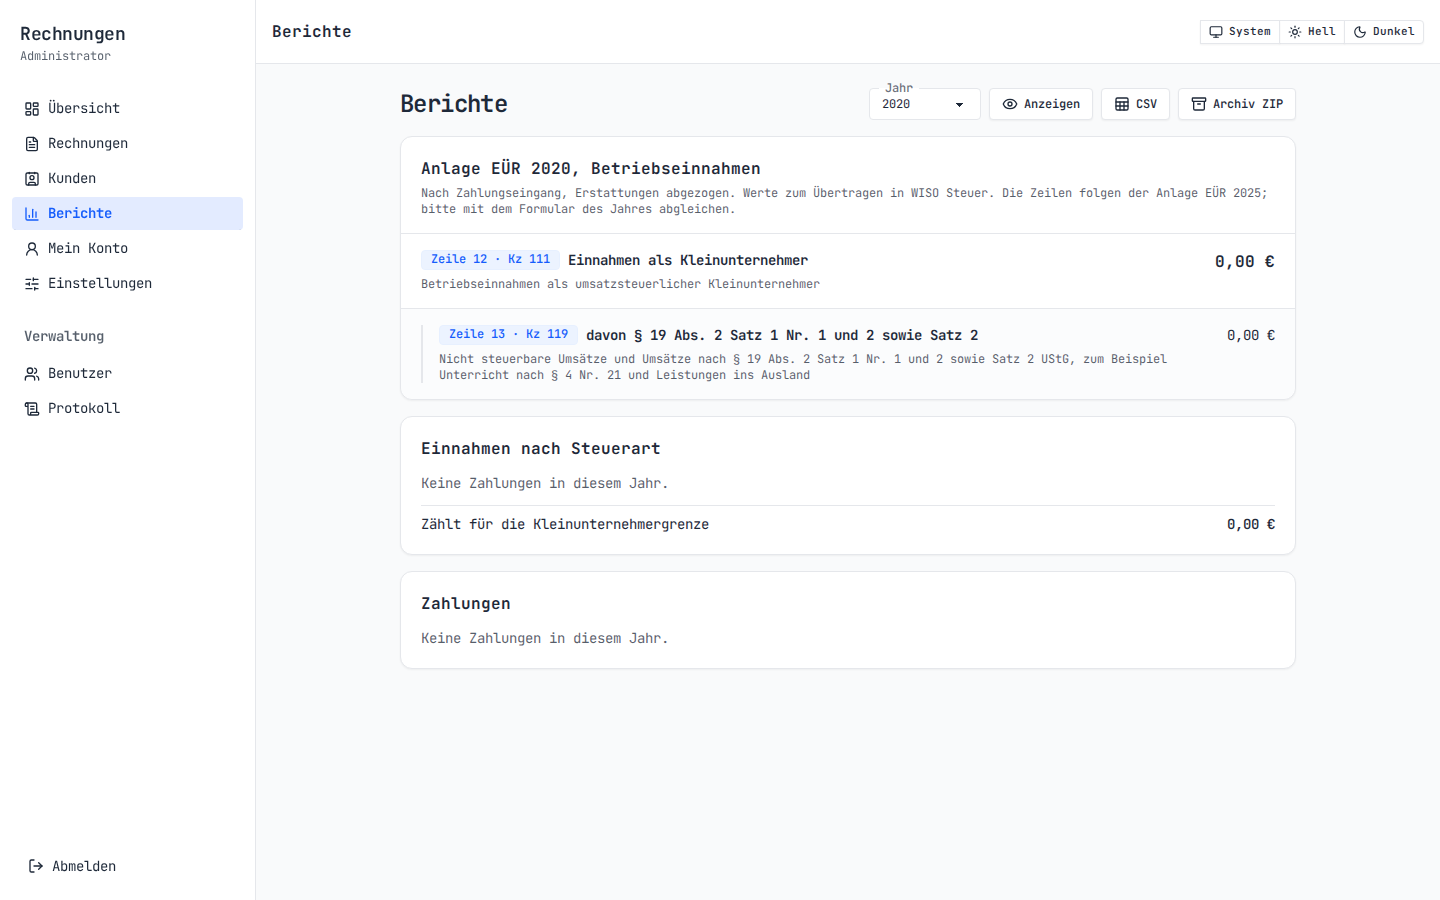 Rechnungen
Administrator
Übersicht
Rechnungen
Kunden
Berichte
Mein Konto
Einstellungen
Verwaltung
Benutzer
Protokoll
Abmelden
Berichte
System
Hell
Dunkel
Berichte
Jahr
2020
Anzeigen
CSV
Archiv ZIP
Anlage EÜR 2020, Betriebseinnahmen
Nach Zahlungseingang, Erstattungen abgezogen. Werte zum Übertragen in WISO Steuer. Die Zeilen folgen der Anlage EÜR 2025;
bitte mit dem Formular des Jahres abgleichen.
Zeile 12 · Kz 111 Einnahmen als Kleinunternehmer 0,00 €
Betriebseinnahmen als umsatzsteuerlicher Kleinunternehmer
Zeile 13 · Kz 119 davon § 19 Abs. 2 Satz 1 Nr. 1 und 2 sowie Satz 2 0,00 €
Nicht steuerbare Umsätze und Umsätze nach § 19 Abs. 2 Satz 1 Nr. 1 und 2 sowie Satz 2 UStG, zum Beispiel
Unterricht nach § 4 Nr. 21 und Leistungen ins Ausland
Einnahmen nach Steuerart
Keine Zahlungen in diesem Jahr.
Zählt für die Kleinunternehmergrenze 0,00 €
Zahlungen
Keine Zahlungen in diesem Jahr.